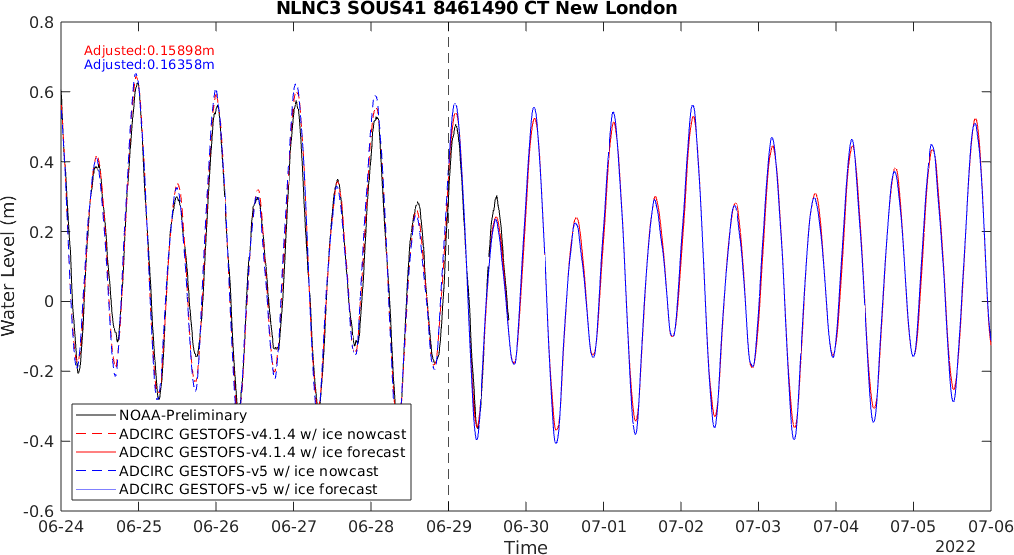 NLNC3 SOUS41 8461490 CT New London
Adjusted:0.15898m
Adjusted:0.16358m
0.8
0.6
0.4
0.2
0
-0.2
-0.4
-0.6
Water Level (m)
NOAA-Preliminary
ADCIRC GESTOFS-v4.1.4 w/ ice nowcast
ADCIRC GESTOFS-v4.1.4 w/ ice forecast
ADCIRC GESTOFS-v5 w/ ice nowcast
ADCIRC GESTOFS-v5 w/ ice forecast
06-24 06-25 06-26 06-27 06-28 06-29 06-30 07-01 07-02 07-03 07-04 07-05 07-06
Time
2022